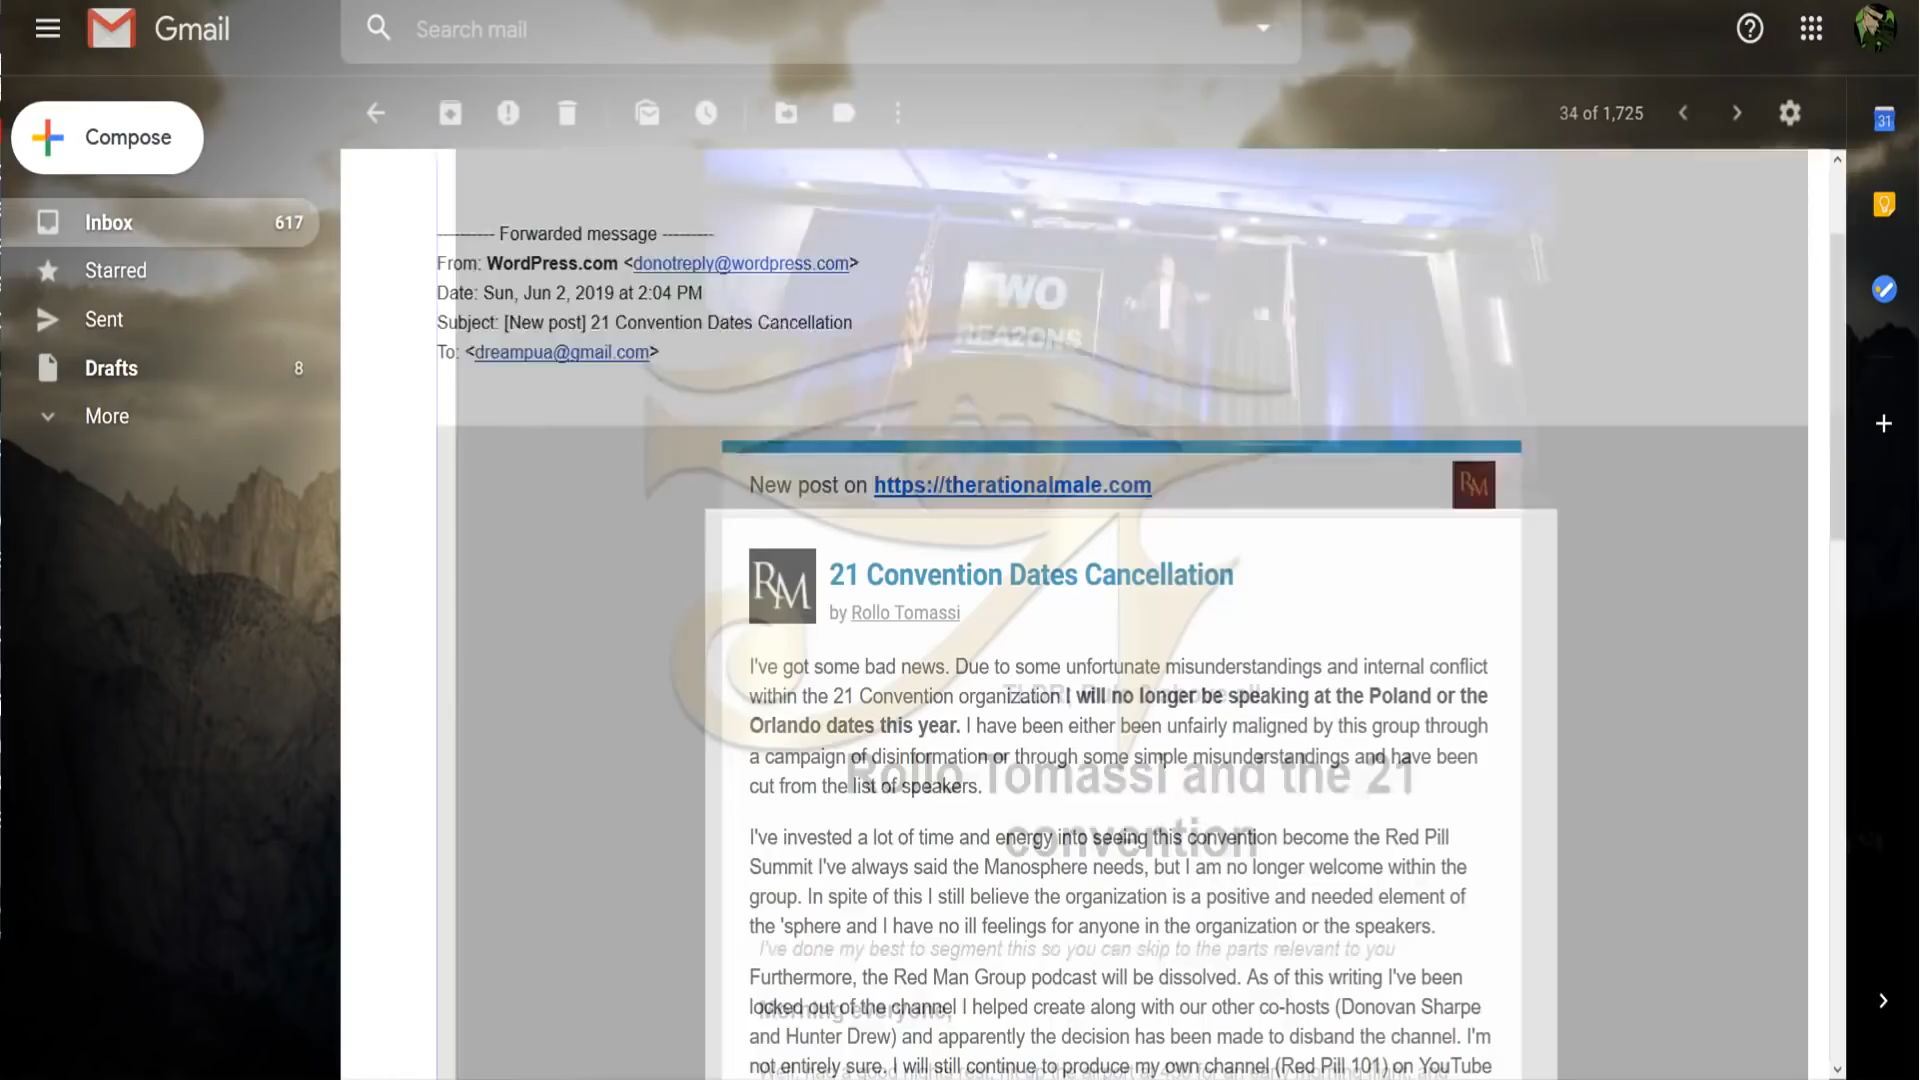 Gmail
Search mail
Compose
34 of 1,725
31
Inbox 617
Starred
Sent
Drafts 8
More
---------- Forwarded message ---------
From: WordPress.com <donotreply@wordpress.com>
Date: Sun, Jun 2, 2019 at 2:04 PM
Subject: [New post] 21 Convention Dates Cancellation
To: <dreampua@gmail.com>
TWO
REA2ONS
New post on https://therationalmale.com
RM
RM
21 Convention Dates Cancellation
by Rollo Tomassi
I've got some bad news. Due to some unfortunate misunderstandings and internal conflict
within the 21 Convention organization I will no longer be speaking at the Poland or the
Orlando dates this year. I have been either been unfairly maligned by this group through
a campaign of disinformation or through some simple misunderstandings and have been
cut from the list of speakers.
Rollo Tomassi and the 21
convention
I've invested a lot of time and energy into seeing this convention become the Red Pill
Summit I've always said the Manosphere needs, but I am no longer welcome within the
group. In spite of this I still believe the organization is a positive and needed element of
the 'sphere and I have no ill feelings for anyone in the organization or the speakers.
I've done my best to segment this so you can skip to the parts relevant to you
Furthermore, the Red Man Group podcast will be dissolved. As of this writing I've been
locked out of the channel I helped create along with our other co-hosts (Donovan Sharpe
Morning everyone,
and Hunter Drew) and apparently the decision has been made to disband the channel. I'm
not entirely sure. I will still continue to produce my own channel (Red Pill 101) on YouTube